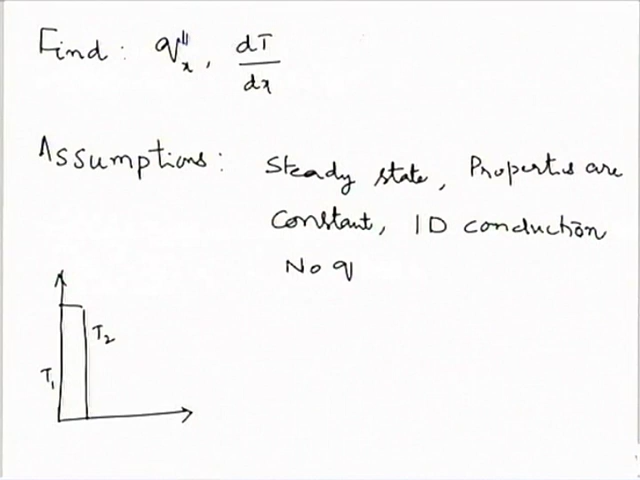 Find: q"x, dT/dx
Assumptions: Steady state, Properties are
Constant, 1D conduction
No q
T2
T1